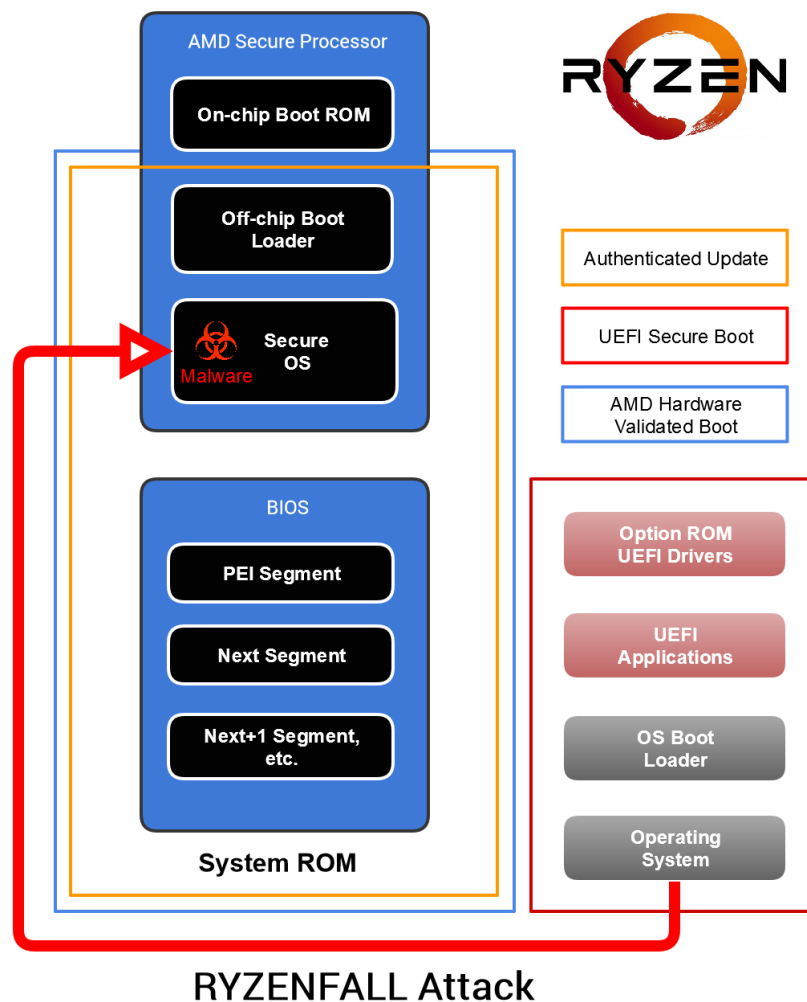 AMD Secure Processor
On-chip Boot ROM
Off-chip Boot
Loader
Secure
OS
Malware
BIOS
PEI Segment
Next Segment
Next+1 Segment,
etc.
System ROM
RYZEN
Authenticated Update
UEFI Secure Boot
AMD Hardware
Validated Boot
Option ROM
UEFI Drivers
UEFI
Applications
OS Boot
Loader
Operating
System
RYZENFALL Attack